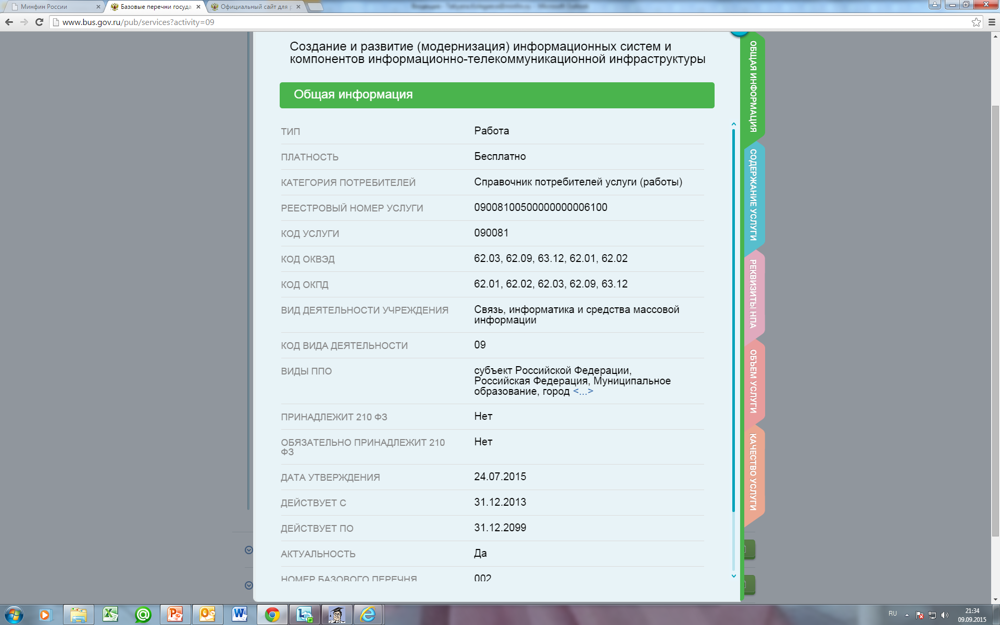 Минфин России
Базовые перечни госуда
Официальный сайт для р
www.bus.gov.ru/pub/services?activity=09
Создание и развитие (модернизация) информационных систем и
компонентов информационно-телекоммуникационной инфраструктуры
Общая информация
ТИП Работа
ПЛАТНОСТЬ Бесплатно
КАТЕГОРИЯ ПОТРЕБИТЕЛЕЙ Справочник потребителей услуги (работы)
РЕЕСТРОВЫЙ НОМЕР УСЛУГИ 09008100500000000006100
КОД УСЛУГИ 090081
КОД ОКВЭД 62.03, 62.09, 63.12, 62.01, 62.02
КОД ОКПД 62.01, 62.02, 62.03, 62.09, 63.12
ВИД ДЕЯТЕЛЬНОСТИ УЧРЕЖДЕНИЯ Связь, информатика и средства массовой
информации
КОД ВИДА ДЕЯТЕЛЬНОСТИ 09
ВИДЫ ППО субъект Российской Федерации,
Российская Федерация, Муниципальное
образование, город <...>
ПРИНАДЛЕЖИТ 210 ФЗ Нет
ОБЯЗАТЕЛЬНО ПРИНАДЛЕЖИТ 210 Нет
ФЗ
ДАТА УТВЕРЖДЕНИЯ 24.07.2015
ДЕЙСТВУЕТ С 31.12.2013
ДЕЙСТВУЕТ ПО 31.12.2099
АКТУАЛЬНОСТЬ Да
НОМЕР БАЗОВОГО ПЕРЕЧНЯ 002
ОБЩАЯ ИНФОРМАЦИЯ
СОДЕРЖАНИЕ УСЛУГИ
РЕКВИЗИТЫ НПА
ОБЪЕМ УСЛУГИ
КАЧЕСТВО УСЛУГИ
RU
21:34
09.09.2015